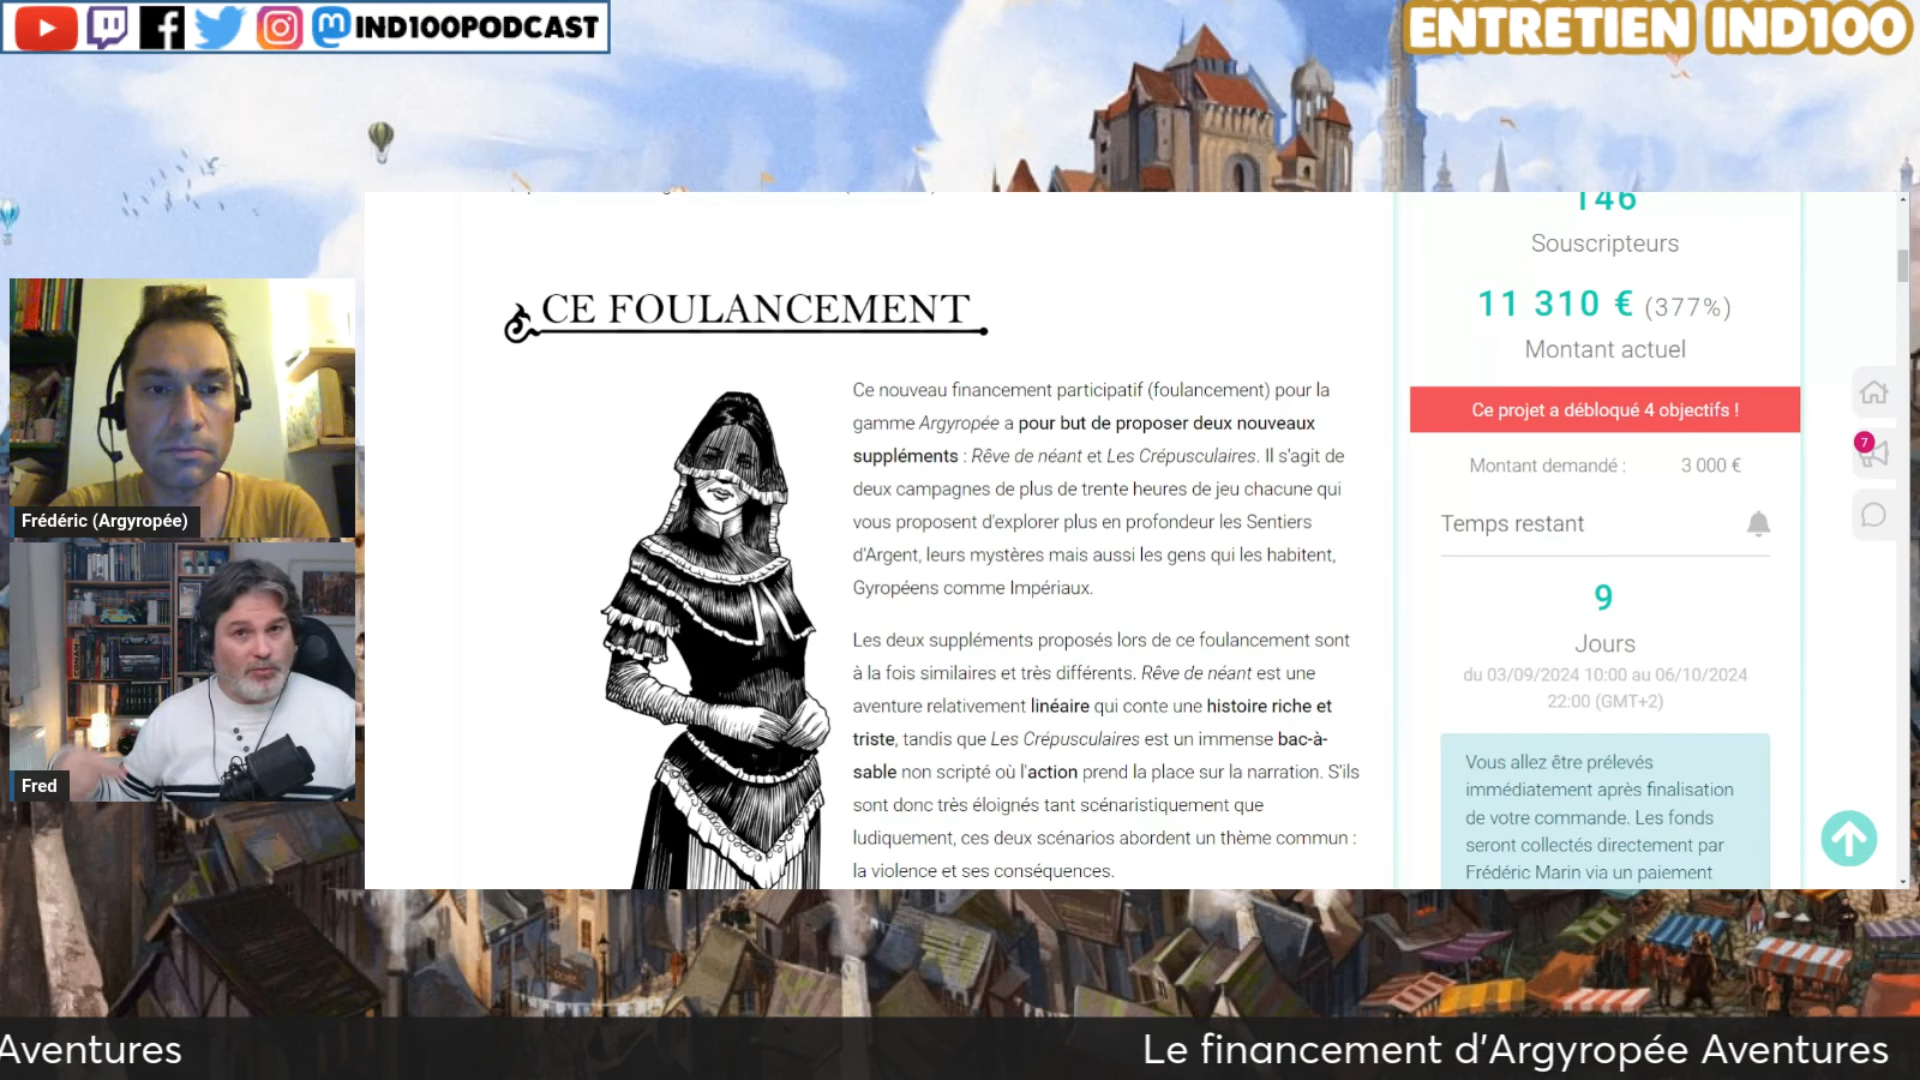 IND100PODCAST
ENTRETIEN IND100
CE FOULANCEMENT
Ce nouveau financement participatif (foulancement) pour la
gamme Argyropée a pour but de proposer deux nouveaux
suppléments : Rêve de néant et Les Crépusculaires. Il s'agit de
deux campagnes de plus de trente heures de jeu chacune qui
vous proposent d'explorer plus en profondeur les Sentiers
d'Argent, leurs mystères mais aussi les gens qui les habitent,
Gyropéens comme Impériaux.
Les deux suppléments proposés lors de ce foulancement sont
à la fois similaires et très différents. Rêve de néant est une
aventure relativement linéaire qui conte une histoire riche et
triste, tandis que Les Crépusculaires est un immense bac-à-
sable non scripté où l'action prend la place sur la narration. S'ils
sont donc très éloignés tant scénaristiquement que
ludiquement, ces deux scénarios abordent un thème commun :
la violence et ses conséquences.
146
Souscripteurs
11 310 € (377%)
Montant actuel
Ce projet a débloqué 4 objectifs !
Montant demandé : 3 000 €
Temps restant
9
Jours
du 03/09/2024 10:00 au 06/10/2024
22:00 (GMT+2)
Vous allez être prélevés
immédiatement après finalisation
de votre commande. Les fonds
seront collectés directement par
Frédéric Marin via un paiement
7
Frédéric (Argyropée)
CONAN
Fred
Aventures
Le financement d'Argyropée Aventures